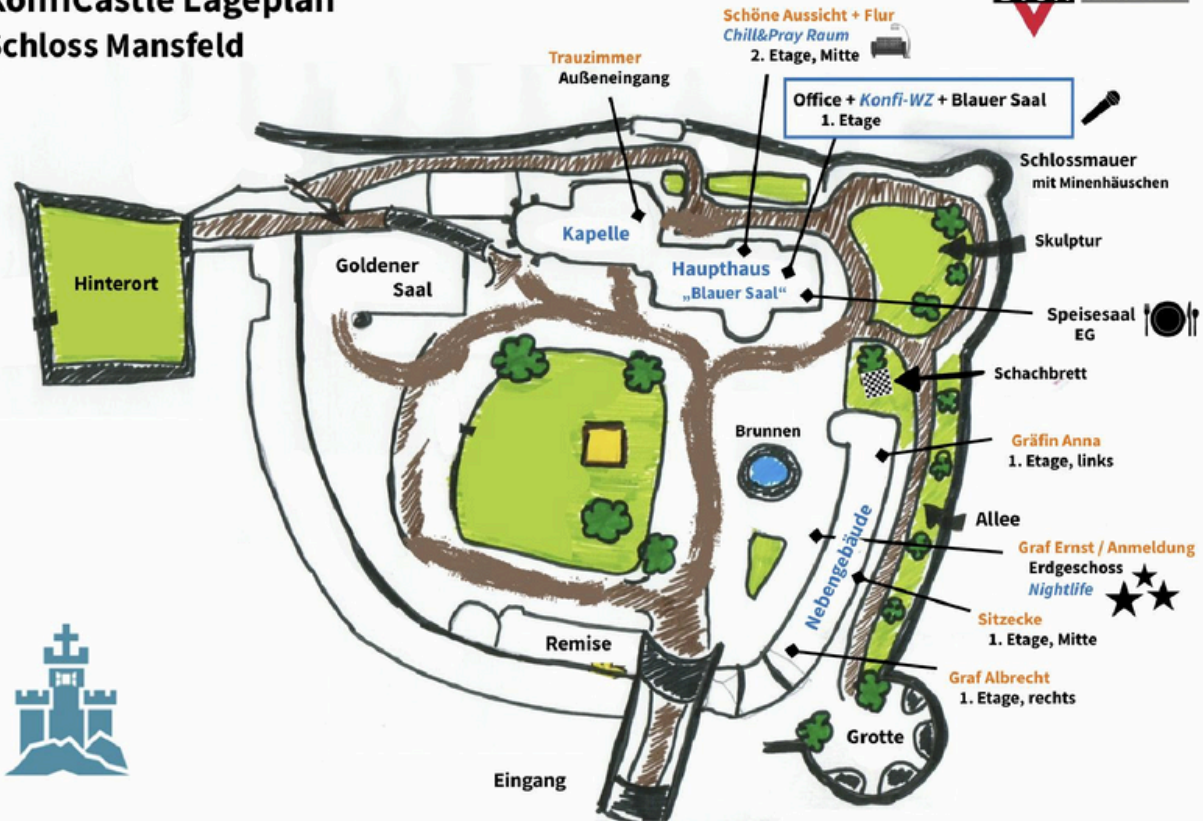 KonfiCastle Lageplan
Schloss Mansfeld
Schöne Aussicht + Flur
Chill&Pray Raum
2. Etage, Mitte
Trauzimmer
Außeneingang
Office + Konfi-WZ + Blauer Saal
1. Etage
Schlossmauer
mit Minenhäuschen
Skulptur
Kapelle
Goldener
Saal
Hinterort
Haupthaus
„Blauer Saal“
Speisesaal
EG
Schachbrett
Brunnen
Gräfin Anna
1. Etage, links
Allee
Graf Ernst / Anmeldung
Erdgeschoss
Nightlife
Nebengebäude
Sitzecke
1. Etage, Mitte
Remise
Graf Albrecht
1. Etage, rechts
Grotte
Eingang